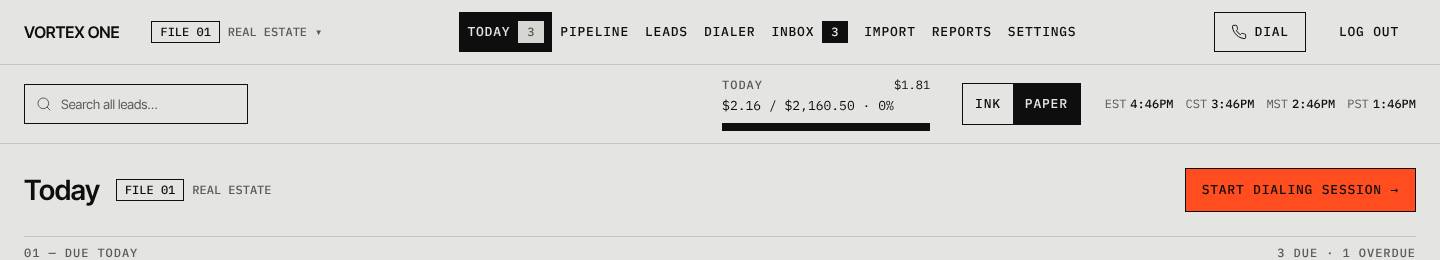 VORTEX ONE FILE 01 REAL ESTATE ▾ TODAY 3 PIPELINE LEADS DIALER INBOX 3 IMPORT REPORTS SETTINGS DIAL LOG OUT
Search all leads...
TODAY $1.81
$2.16 / $2,160.50 · 0%
INK PAPER EST 4:46PM CST 3:46PM MST 2:46PM PST 1:46PM
Today FILE 01 REAL ESTATE START DIALING SESSION →
01 — DUE TODAY 3 DUE · 1 OVERDUE